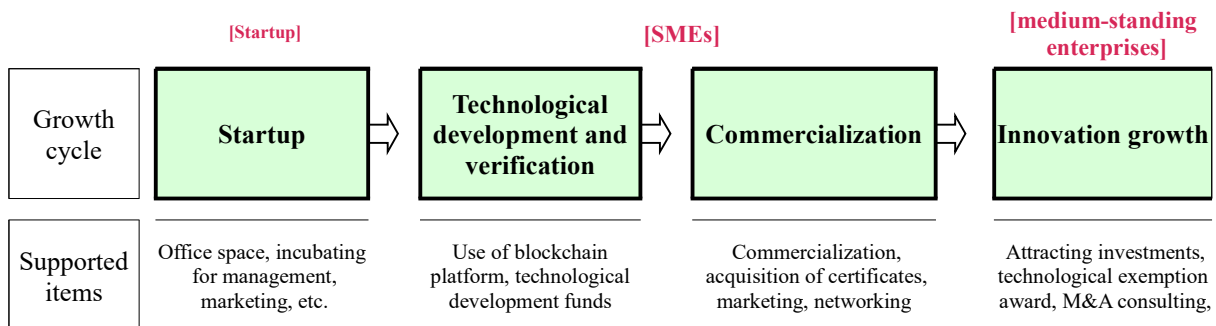 [Startup]
[SMEs]
[medium-standing
enterprises]
Growth
cycle
Startup
Technological
development and
verification
Commercialization
Innovation growth
Supported
items
Office space, incubating
for management,
marketing, etc.
Use of blockchain
platform, technological
development funds
Commercialization,
acquisition of certificates,
marketing, networking
Attracting investments,
technological exemption
award, M&A consulting,